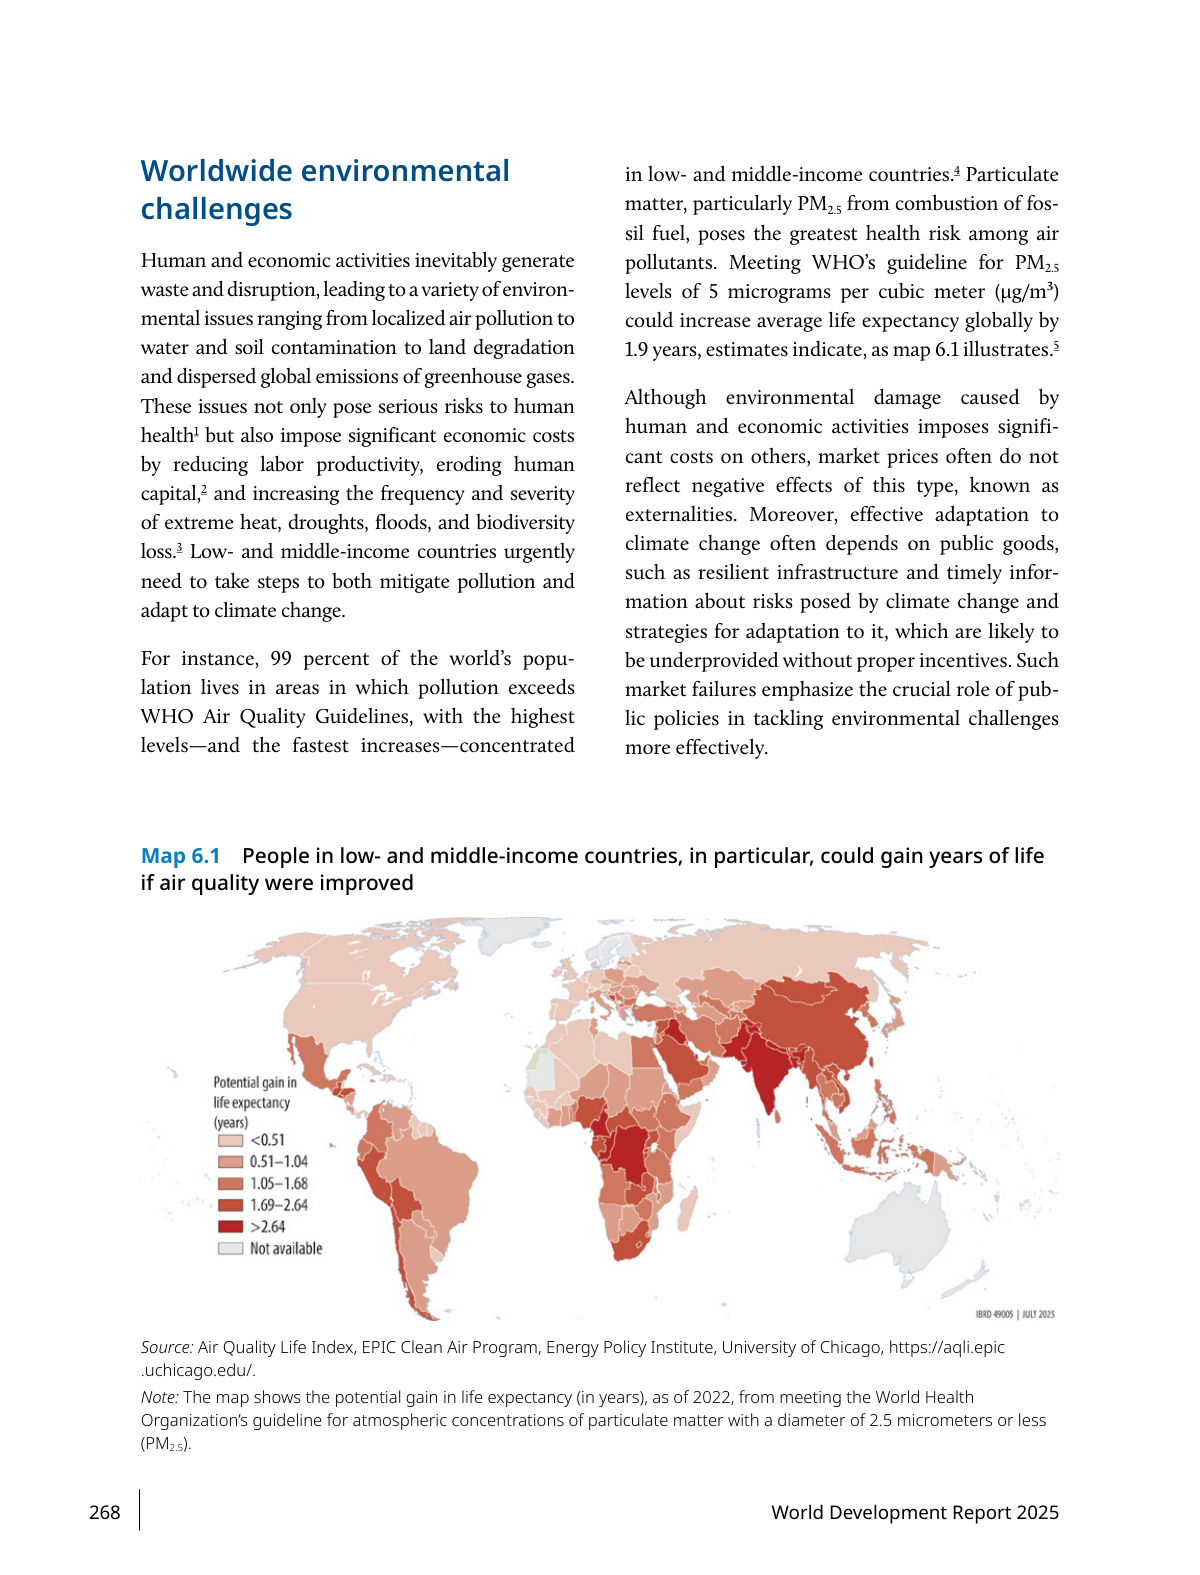 Worldwide environmental
challenges
Human and economic activities inevitably generate
waste and disruption, leading to a variety of environ-
mental issues ranging from localized air pollution to
water and soil contamination to land degradation
and dispersed global emissions of greenhouse gases.
These issues not only pose serious risks to human
health¹ but also impose significant economic costs
by reducing labor productivity, eroding human
capital,² and increasing the frequency and severity
of extreme heat, droughts, floods, and biodiversity
loss.³ Low- and middle-income countries urgently
need to take steps to both mitigate pollution and
adapt to climate change.
For instance, 99 percent of the world's popu-
lation lives in areas in which pollution exceeds
WHO Air Quality Guidelines, with the highest
levels—and the fastest increases—concentrated
in low- and middle-income countries.⁴ Particulate
matter, particularly PM₂.₅ from combustion of fos-
sil fuel, poses the greatest health risk among air
pollutants. Meeting WHO's guideline for PM₂.₅
levels of 5 micrograms per cubic meter (µg/m³)
could increase average life expectancy globally by
1.9 years, estimates indicate, as map 6.1 illustrates.⁵
Although environmental damage caused by
human and economic activities imposes signifi-
cant costs on others, market prices often do not
reflect negative effects of this type, known as
externalities. Moreover, effective adaptation to
climate change often depends on public goods,
such as resilient infrastructure and timely infor-
mation about risks posed by climate change and
strategies for adaptation to it, which are likely to
be underprovided without proper incentives. Such
market failures emphasize the crucial role of pub-
lic policies in tackling environmental challenges
more effectively.
Map 6.1 People in low- and middle-income countries, in particular, could gain years of life
if air quality were improved
Potential gain in
life expectancy
(years)
<0.51
0.51–1.04
1.05–1.68
1.69–2.64
>2.64
Not available
IBRD 49005 | JULY 2025
Source: Air Quality Life Index, EPIC Clean Air Program, Energy Policy Institute, University of Chicago, https://aqli.epic
.uchicago.edu/.
Note: The map shows the potential gain in life expectancy (in years), as of 2022, from meeting the World Health
Organization's guideline for atmospheric concentrations of particulate matter with a diameter of 2.5 micrometers or less
(PM₂.₅).
268
World Development Report 2025